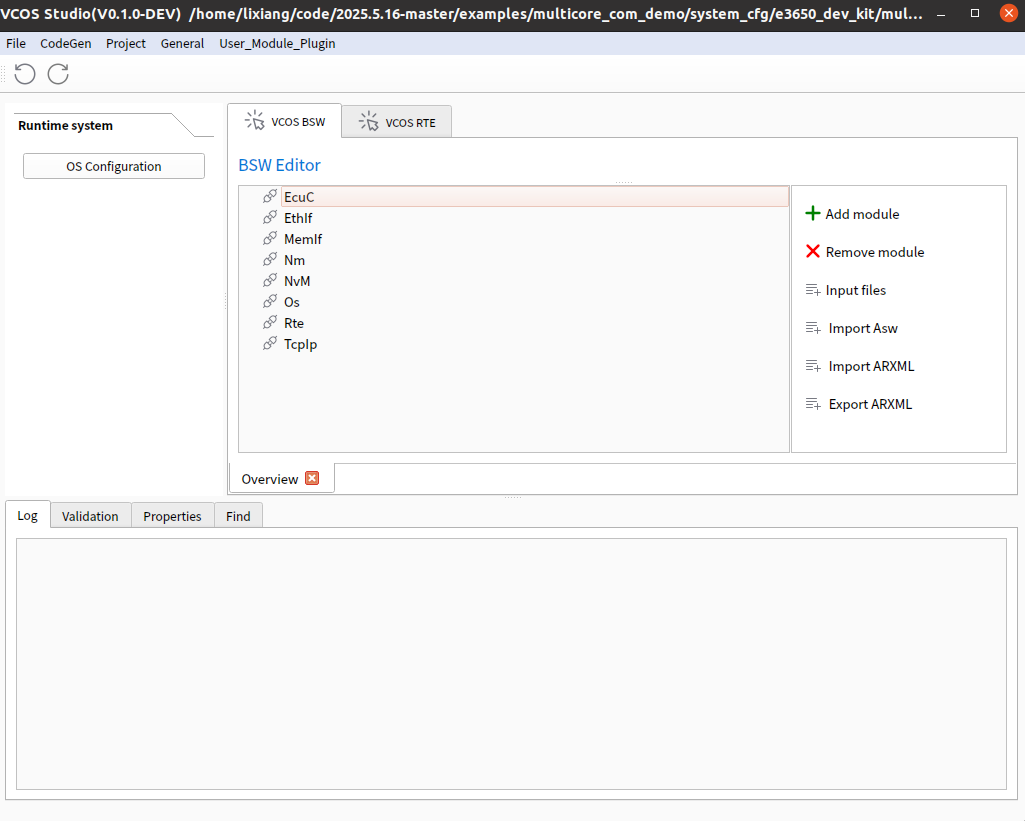 VCOS Studio(V0.1.0-DEV) /home/lixiang/code/2025.5.16-master/examples/multicore_com_demo/system_cfg/e3650_dev_kit/mul...
File CodeGen Project General User_Module_Plugin
Runtime system
OS Configuration
VCOS BSW VCOS RTE
BSW Editor
EcuC
EthIf
MemIf
Nm
NvM
Os
Rte
TcpIp
Add module
Remove module
Input files
Import Asw
Import ARXML
Export ARXML
Overview
Log Validation Properties Find